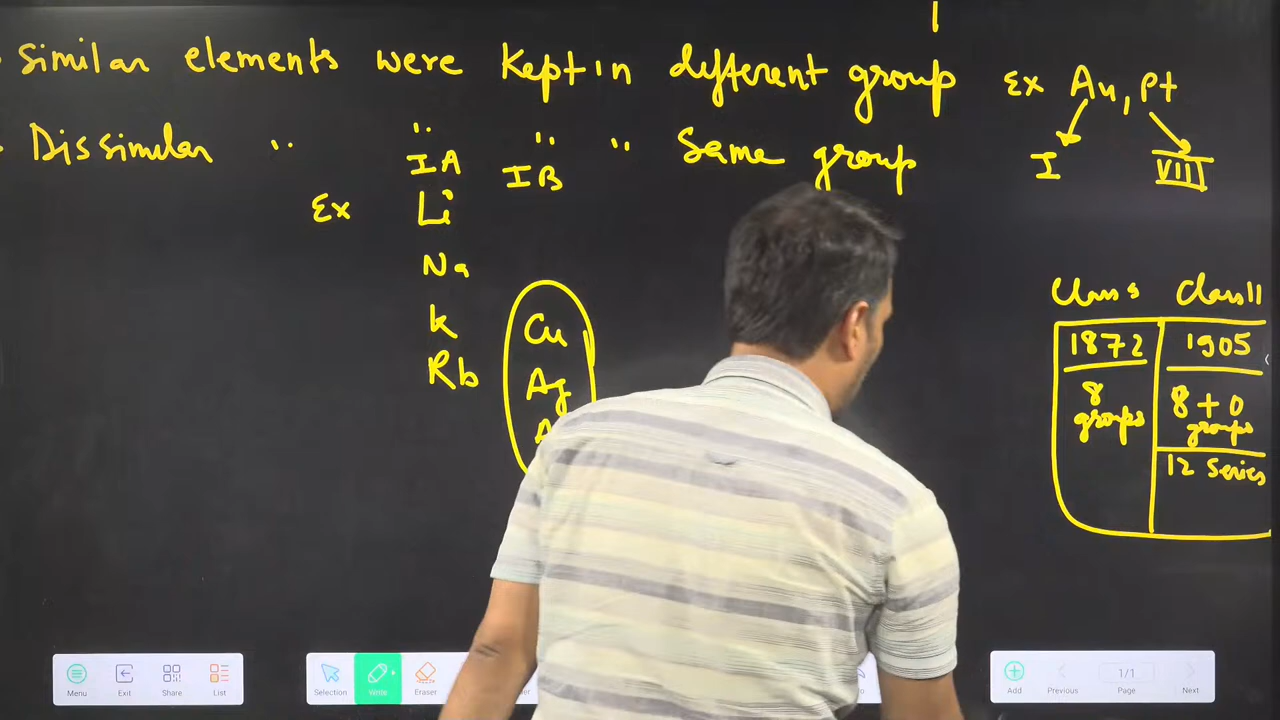 Similar elements were kept in different group Ex Au, Pt
Dissimilar " " " " Same group I VIII
IA IB
Ex Li
Na
K Cu
Rb Ag
Class Class 11
1872 1905
8 groups 8 + 0 groups
12 Series
Menu Exit Share List Selection Write Eraser Add Previous 1/1 Page Next